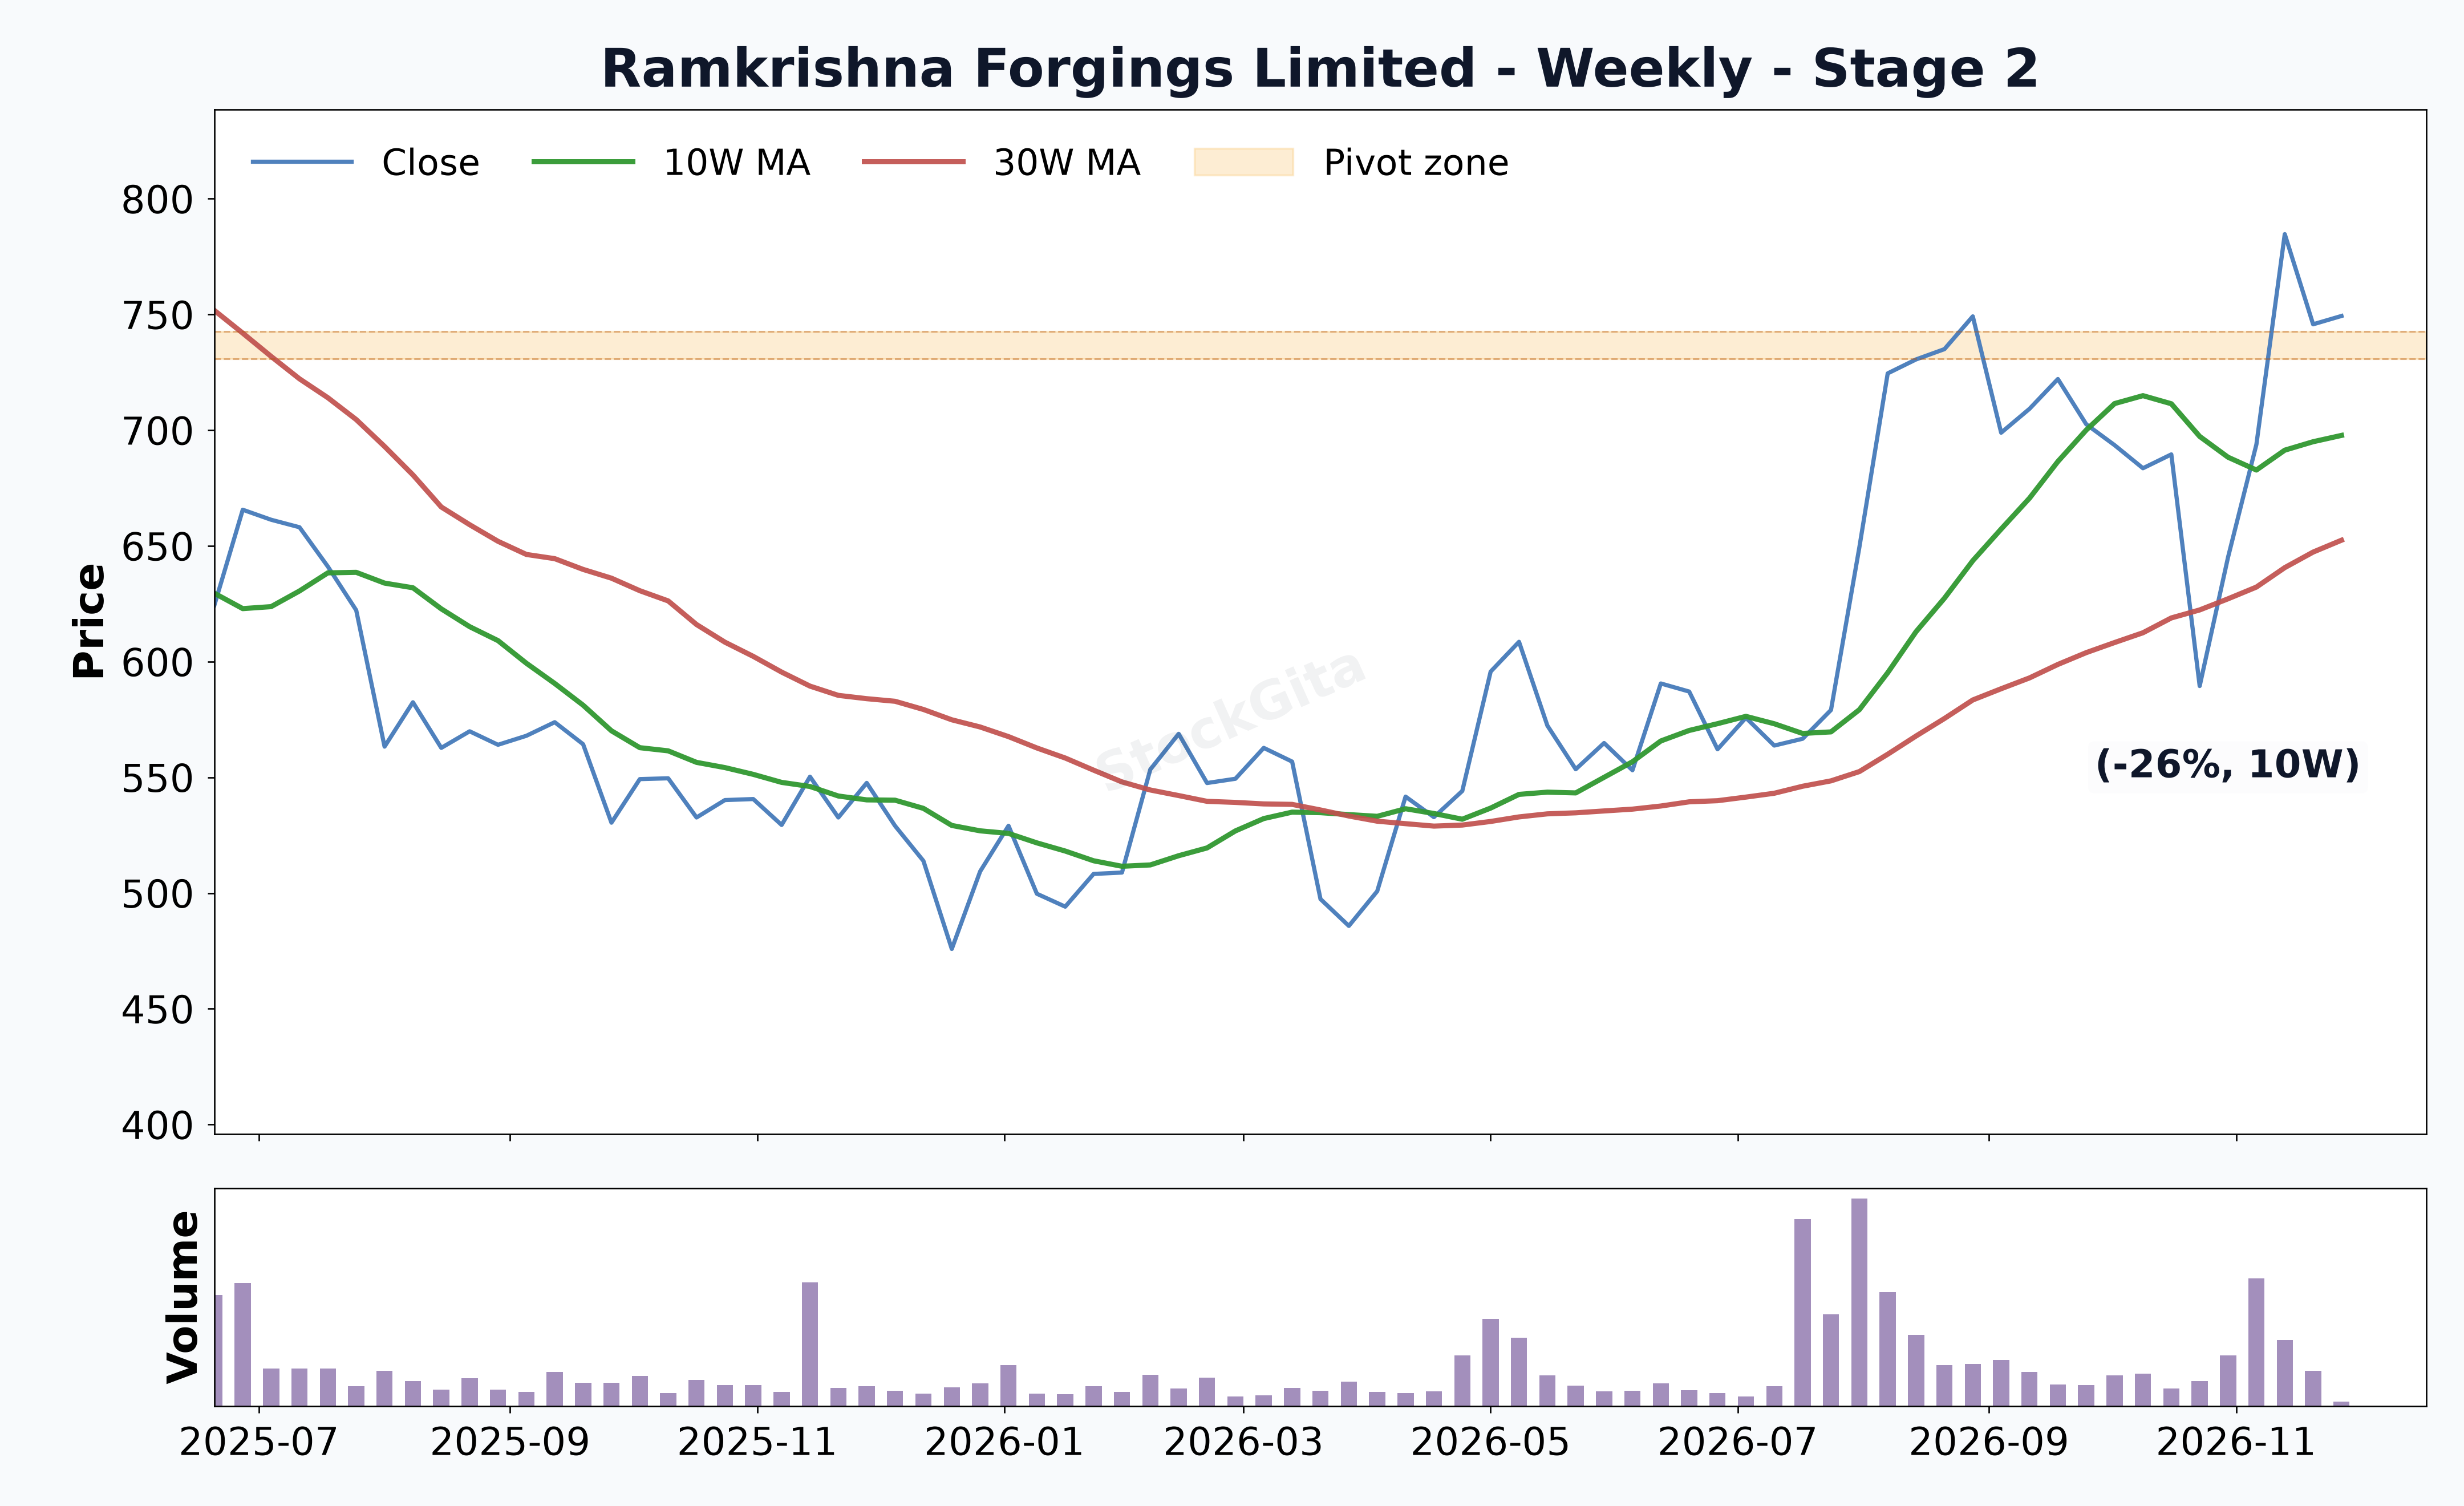 Ramkrishna Forgings Limited - Weekly - Stage 2
Close 10W MA 30W MA Pivot zone
Price
800
750
700
650
600
550
500
450
400
StockGita
(-26%, 10W)
Volume
2025-07 2025-09 2025-11 2026-01 2026-03 2026-05 2026-07 2026-09 2026-11